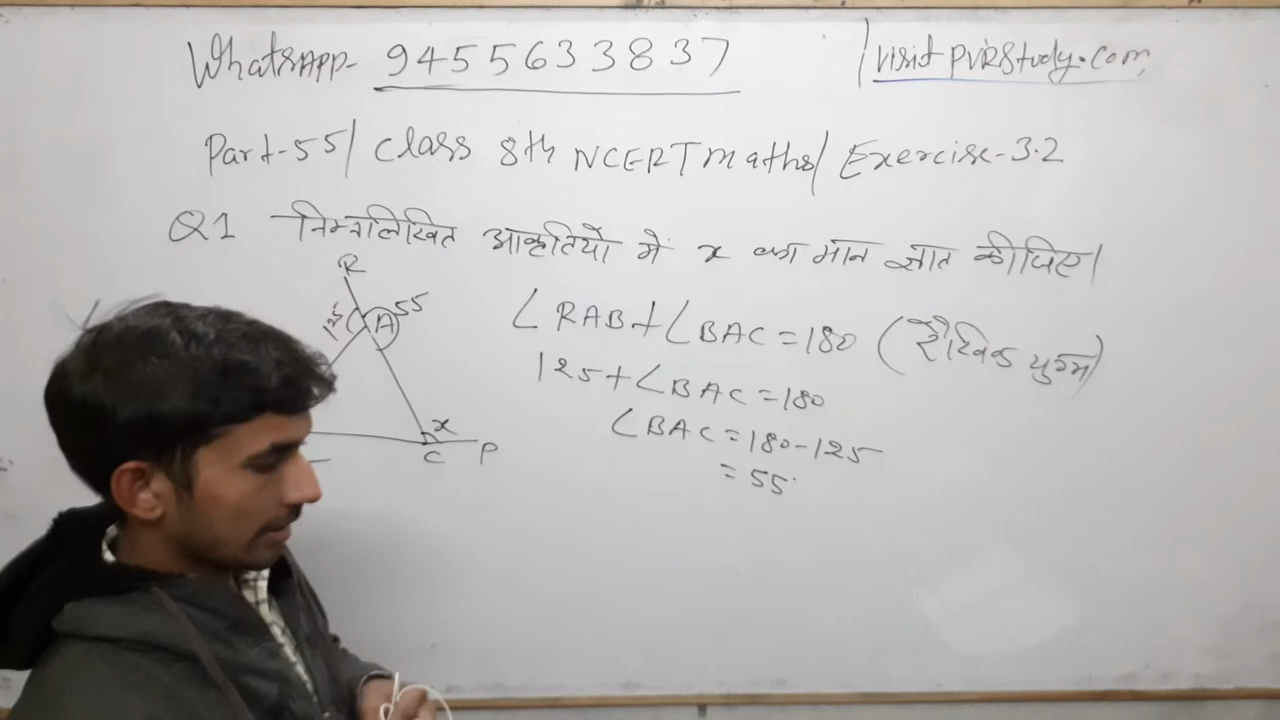 WhatsAPP- 9455633837
visit PVRStudy.com
Part-55/ Class 8th NCERT maths/ Exercise-3.2
Q1 निम्नलिखित आकृतियों में x का मान ज्ञात कीजिए।
R
125 A 55
x
C P
∠RAB+∠BAC=180 (रैखिक युग्म)
125+∠BAC=180
∠BAC=180-125
=55